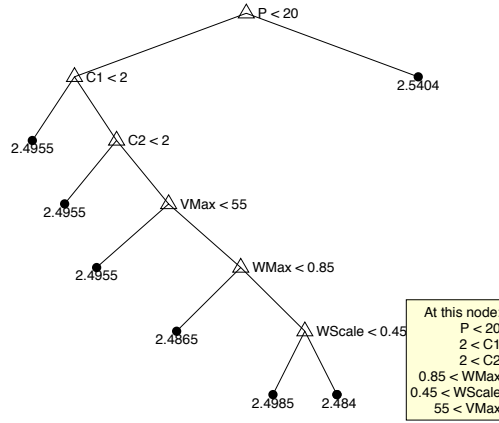 P < 20
C1 < 2
2.5404
2.4955
C2 < 2
2.4955
VMax < 55
2.4955
WMax < 0.85
2.4865
WScale < 0.45
2.4985
2.484
At this node:
P < 20
2 < C1
2 < C2
0.85 < WMax
0.45 < WScale
55 < VMax